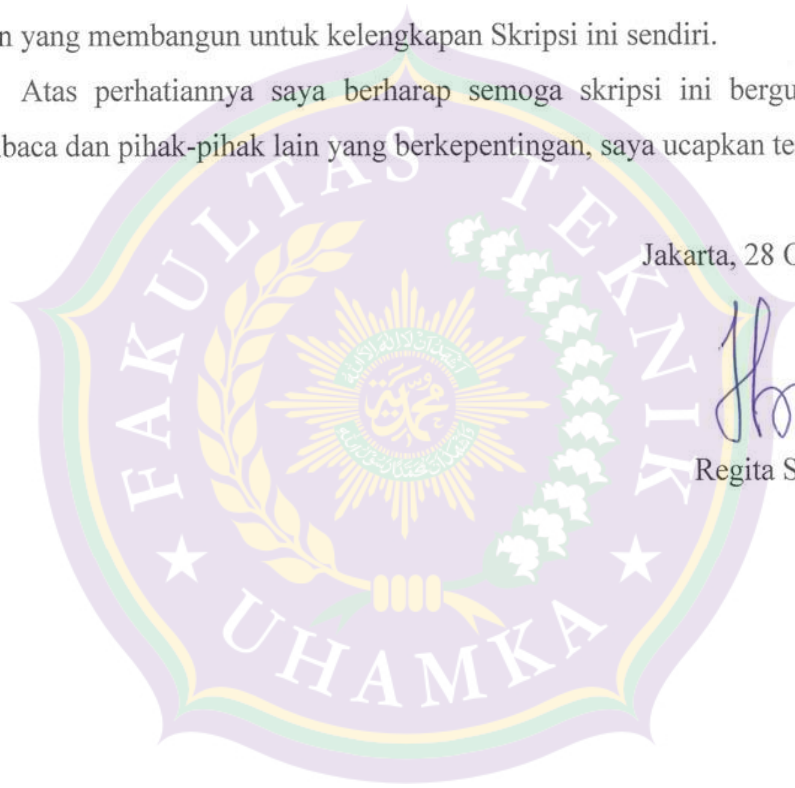 n yang membangun untuk kelengkapan Skripsi ini sendiri.
Atas perhatiannya saya berharap semoga skripsi ini bergu
baca dan pihak-pihak lain yang berkepentingan, saya ucapkan te
Jakarta, 28 O
Regita S
FAKULTAS TEKNIK
محمدية
UHAMKA